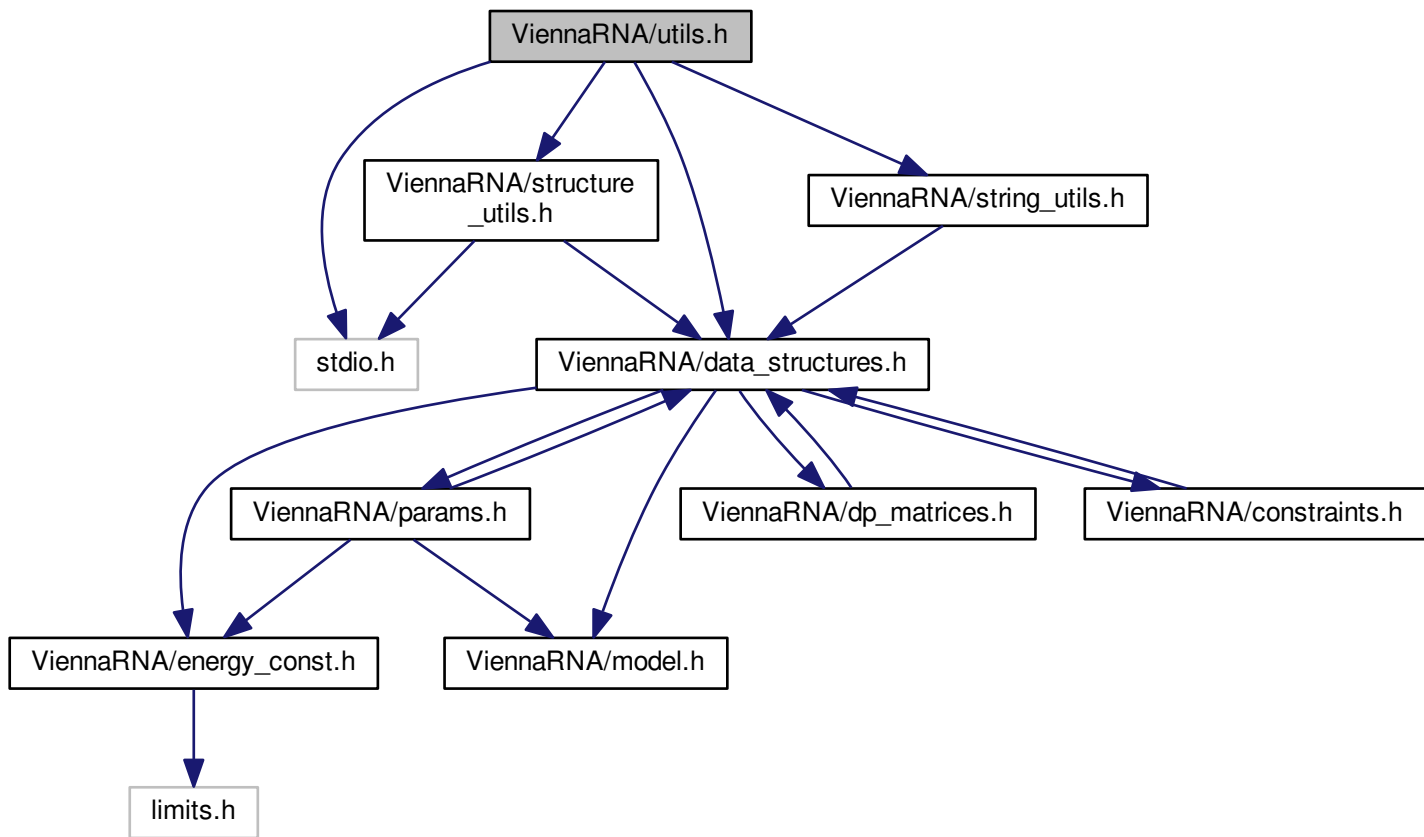 ViennaRNA/utils.h
ViennaRNA/structure
_utils.h
ViennaRNA/string_utils.h
stdio.h
ViennaRNA/data_structures.h
ViennaRNA/params.h
ViennaRNA/dp_matrices.h
ViennaRNA/constraints.h
ViennaRNA/energy_const.h
ViennaRNA/model.h
limits.h